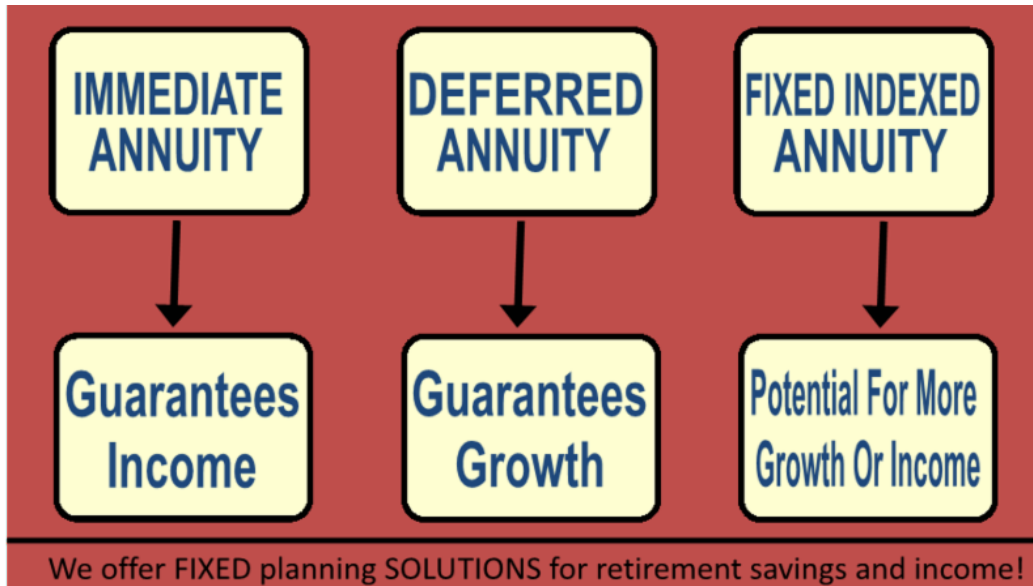 IMMEDIATE
ANNUITY
DEFERRED
ANNUITY
FIXED INDEXED
ANNUITY
Guarantees
Income
Guarantees
Growth
Potential For More
Growth Or Income
We offer FIXED planning SOLUTIONS for retirement savings and income!